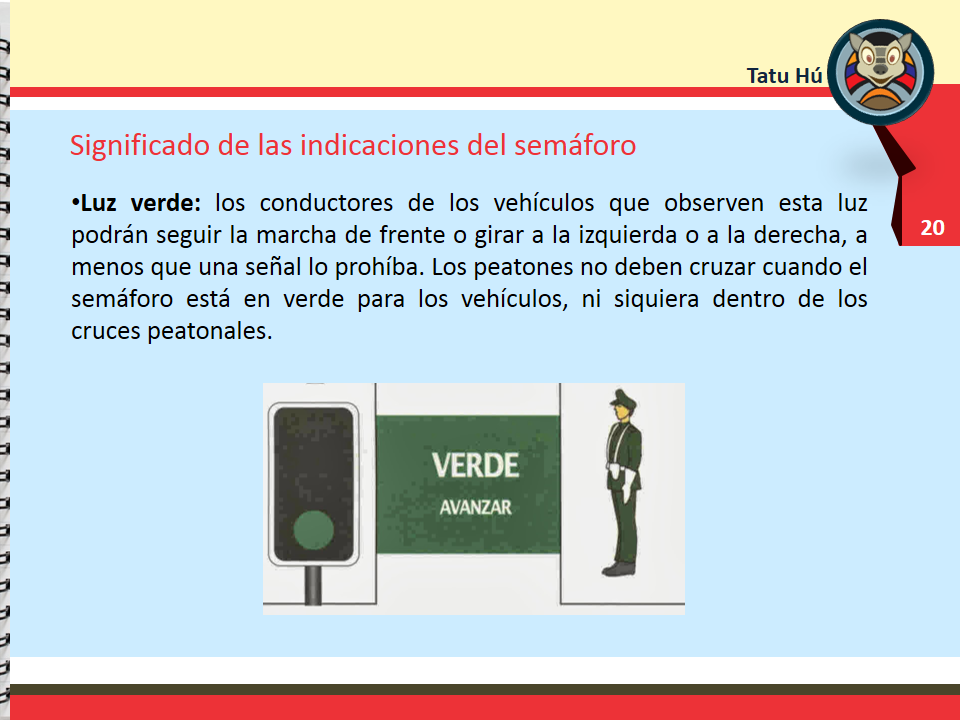 Tatu Hú
Significado de las indicaciones del semáforo
•Luz verde: los conductores de los vehículos que observen esta luz
podrán seguir la marcha de frente o girar a la izquierda o a la derecha, a
menos que una señal lo prohíba. Los peatones no deben cruzar cuando el
semáforo está en verde para los vehículos, ni siquiera dentro de los
cruces peatonales.
20
VERDE
AVANZAR